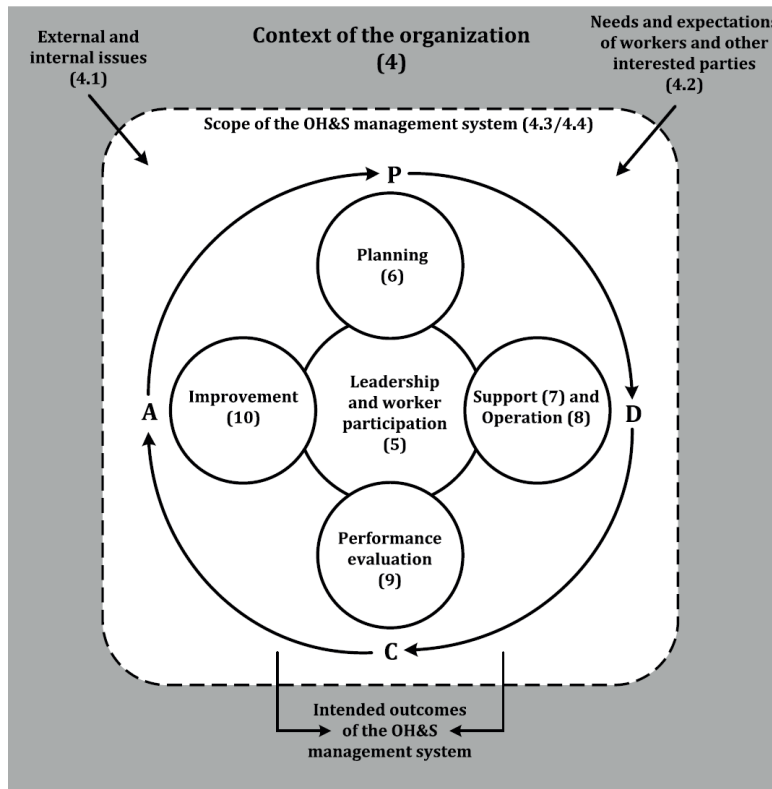 External and
internal issues
(4.1)
Context of the organization
(4)
Needs and expectations
of workers and other
interested parties
(4.2)
Scope of the OH&S management system (4.3/4.4)
P
Planning
(6)
A
Improvement
(10)
Leadership
and worker
participation
(5)
Support (7) and
Operation (8)
D
Performance
evaluation
(9)
C
Intended outcomes
of the OH&S
management system